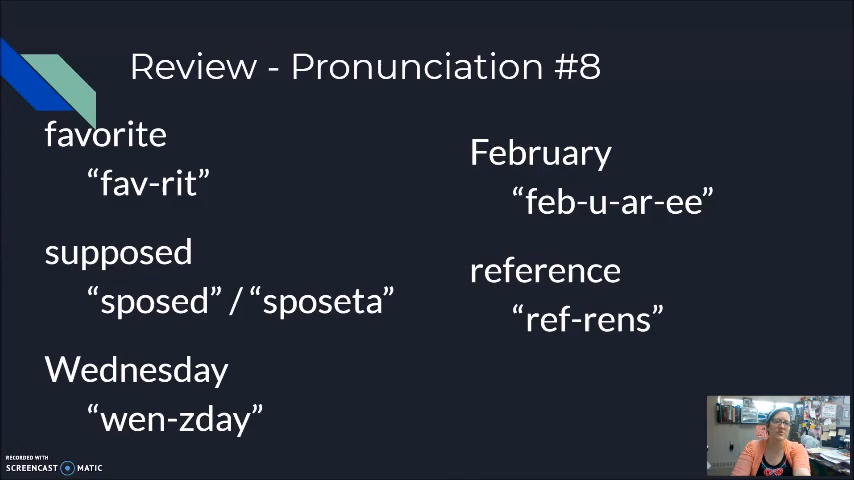 Review - Pronunciation #8
favorite
“fav-rit”
supposed
“sposed” / “sposeta”
Wednesday
“wen-zday”
February
“feb-u-ar-ee”
reference
“ref-rens”
RECORDED WITH
SCREENCAST MATIC